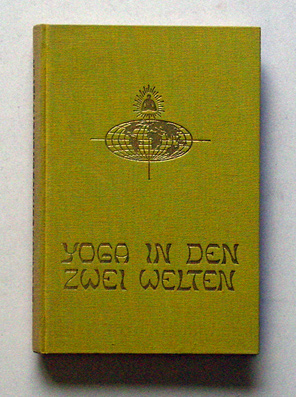 YOGA IN DEN
ZWEI WELTEN